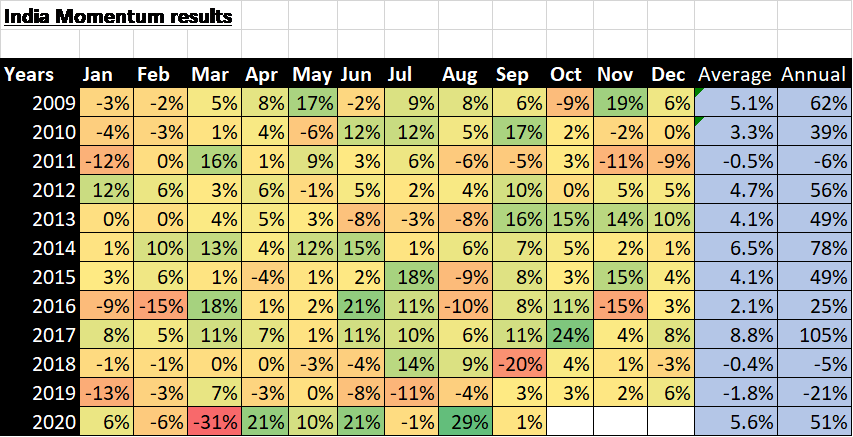 India Momentum results
Years Jan Feb Mar Apr May Jun Jul Aug Sep Oct Nov Dec Average Annual
2009 -3% -2% 5% 8% 17% -2% 9% 8% 6% -9% 19% 6% 5.1% 62%
2010 -4% -3% 1% 4% -6% 12% 12% 5% 17% 2% -2% 0% 3.3% 39%
2011 -12% 0% 16% 1% 9% 3% 6% -6% -5% 3% -11% -9% -0.5% -6%
2012 12% 6% 3% 6% -1% 5% 2% 4% 10% 0% 5% 5% 4.7% 56%
2013 0% 0% 4% 5% 3% -8% -3% -8% 16% 15% 14% 10% 4.1% 49%
2014 1% 10% 13% 4% 12% 15% 1% 6% 7% 5% 2% 1% 6.5% 78%
2015 3% 6% 1% -4% 1% 2% 18% -9% 8% 3% 15% 4% 4.1% 49%
2016 -9% -15% 18% 1% 2% 21% 11% -10% 8% 11% -15% 3% 2.1% 25%
2017 8% 5% 11% 7% 1% 11% 10% 6% 11% 24% 4% 8% 8.8% 105%
2018 -1% -1% 0% 0% -3% -4% 14% 9% -20% 4% 1% -3% -0.4% -5%
2019 -13% -3% 7% -3% 0% -8% -11% -4% 3% 3% 2% 6% -1.8% -21%
2020 6% -6% -31% 21% 10% 21% -1% 29% 1% 5.6% 51%